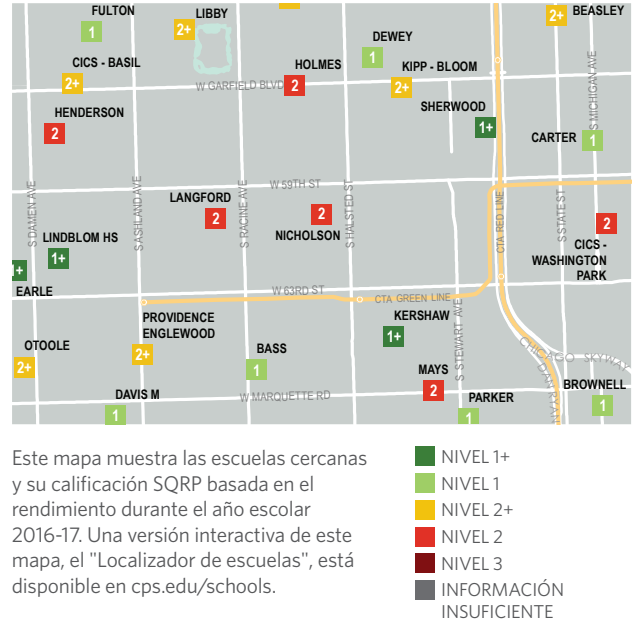 FULTON
1
LIBBY
2+
BEASLEY
2+
DEWEY
1
CICS - BASIL
2+
HOLMES
2
KIPP - BLOOM
2+
W GARFIELD BLVD
HENDERSON
2
SHERWOOD
1+
CARTER
1
S MICHIGAN AVE
W 59TH ST
LANGFORD
2
NICHOLSON
2
S DAMEN AVE
S ASHLAND AVE
S RACINE AVE
S HALSTED ST
CTA RED LINE
S STATE ST
2
CICS -
WASHINGTON
PARK
LINDBLOM HS
1+
1+
EARLE
W 63RD ST
CTA GREEN LINE
PROVIDENCE
ENGLEWOOD
2+
KERSHAW
1+
S. STEWART AVE
OTOOLE
2+
BASS
1
CHICAGO SKYWAY
DAN RYAN
MAYS
2
BROWNELL
1
DAVIS M
1
W MARQUETTE RD
PARKER
1
Este mapa muestra las escuelas cercanas
y su calificación SQRP basada en el
rendimiento durante el año escolar
2016-17. Una versión interactiva de este
mapa, el "Localizador de escuelas", está
disponible en cps.edu/schools.
NIVEL 1+
NIVEL 1
NIVEL 2+
NIVEL 2
NIVEL 3
INFORMACIÓN
INSUFICIENTE